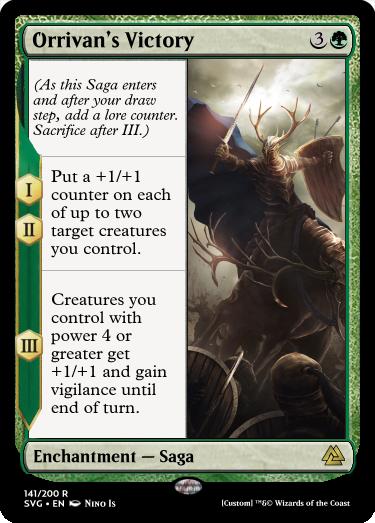 Orrivan's Victory
3
(As this Saga enters
and after your draw
step, add a lore counter.
Sacrifice after III.)
I
II
Put a +1/+1
counter on each
of up to two
target creatures
you control.
III
Creatures you
control with
power 4 or
greater get
+1/+1 and gain
vigilance until
end of turn.
Enchantment — Saga
141/200 R
SVG • EN Nino Is
[Custom] ™&© Wizards of the Coast